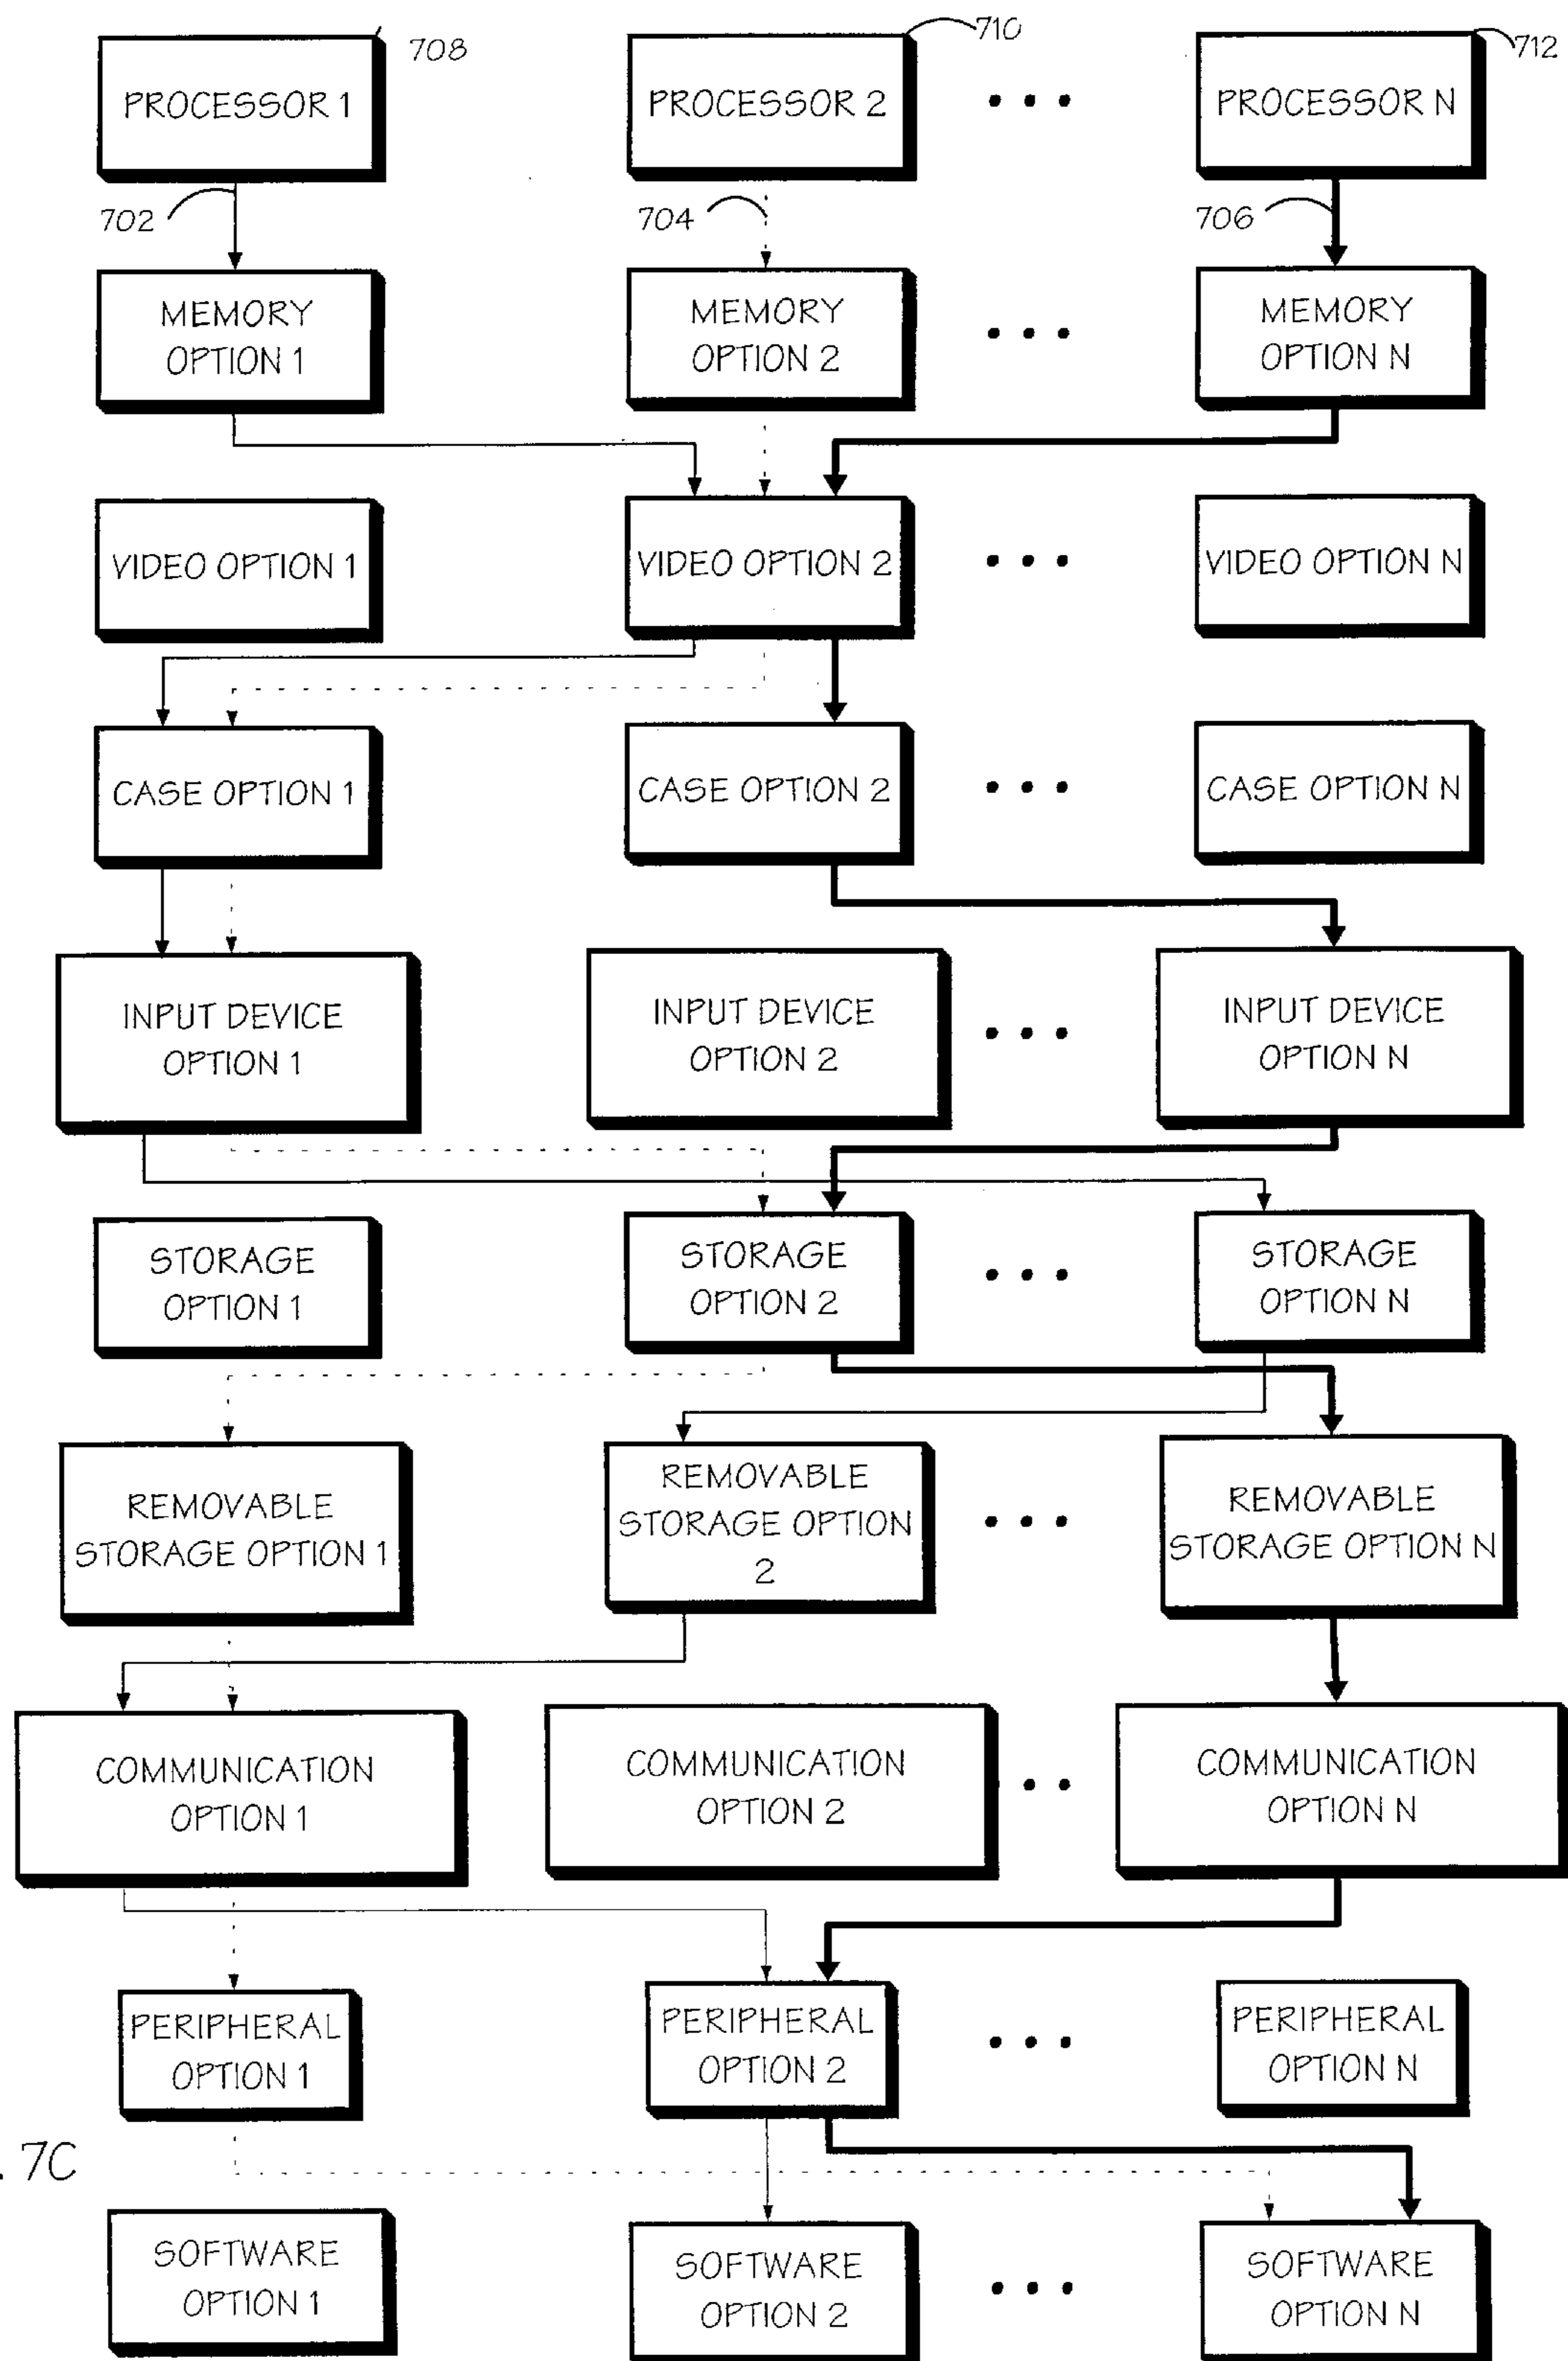 708
710
712
PROCESSOR 1
PROCESSOR 2
PROCESSOR N
702
704
706
MEMORY
OPTION 1
MEMORY
OPTION 2
MEMORY
OPTION N
VIDEO OPTION 1
VIDEO OPTION 2
VIDEO OPTION N
CASE OPTION 1
CASE OPTION 2
CASE OPTION N
INPUT DEVICE
OPTION 1
INPUT DEVICE
OPTION 2
INPUT DEVICE
OPTION N
STORAGE
OPTION 1
STORAGE
OPTION 2
STORAGE
OPTION N
REMOVABLE
STORAGE OPTION 1
REMOVABLE
STORAGE OPTION
2
REMOVABLE
STORAGE OPTION N
COMMUNICATION
OPTION 1
COMMUNICATION
OPTION 2
COMMUNICATION
OPTION N
PERIPHERAL
OPTION 1
PERIPHERAL
OPTION 2
PERIPHERAL
OPTION N
. 7C
SOFTWARE
OPTION 1
SOFTWARE
OPTION 2
SOFTWARE
OPTION N